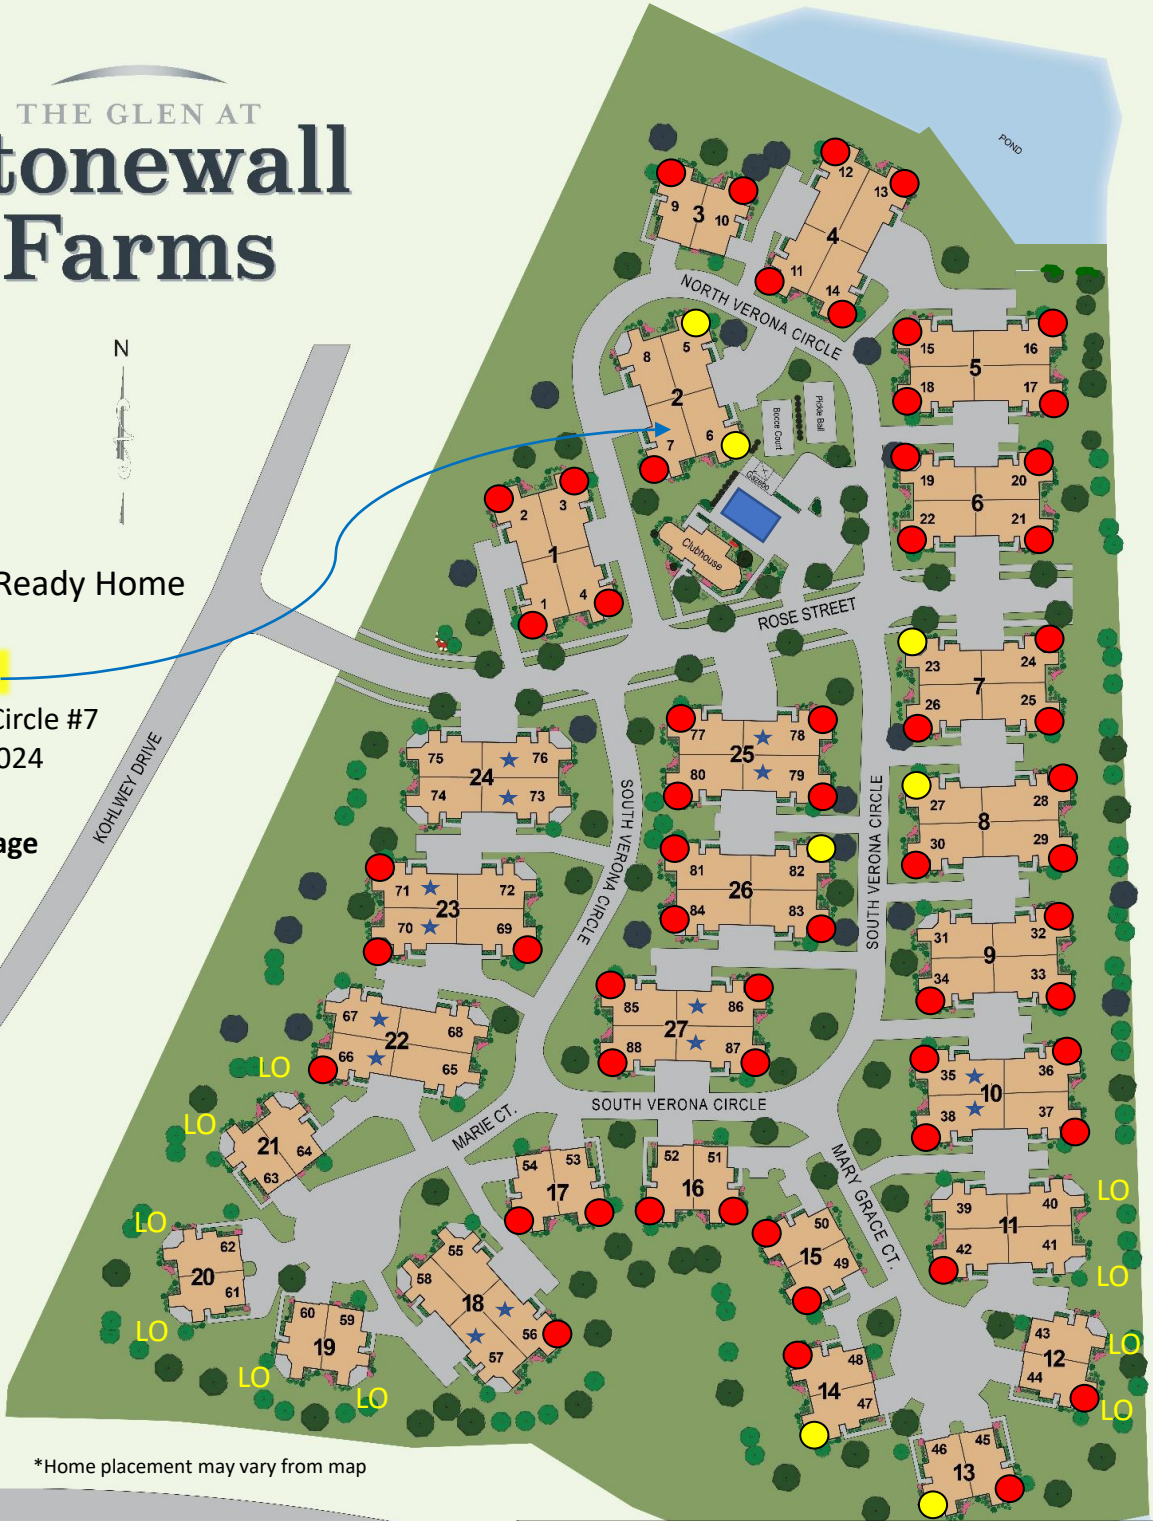 THE GLEN AT
tonewall
Farms
N
Ready Home
Circle #7
024
age
KOHLWEY DRIVE
POND
NORTH VERONA CIRCLE
9 3 10
12 13
4
11 14
8 5
2
7 6
Bocce Court
Pickle Ball
Gazebo
Clubhouse
2 3
1
1 4
15 16
5
18 17
19 20
6
22 21
ROSE STREET
23 24
7
26 25
27 28
8
30 29
31 32
9
34 33
35 36
10
38 37
39 40
11
42 41
43
12
44
45
46
13
48
14
47
50
15
49
52 51
16
54 53
17
55
58
18
56
57
60 59
19
62
20
61
21
64
63
67 68
22
66 65
71 72
23
70 69
75 76
24
74 73
77 78
25
80 79
81 82
26
84 83
85 86
27
88 87
SOUTH VERONA CIRCLE
SOUTH VERONA CIRCLE
SOUTH VERONA CIRCLE
MARIE CT.
MARY GRACE CT.
LO
LO
LO
LO
LO
LO
LO
LO
LO
LO
*Home placement may vary from map